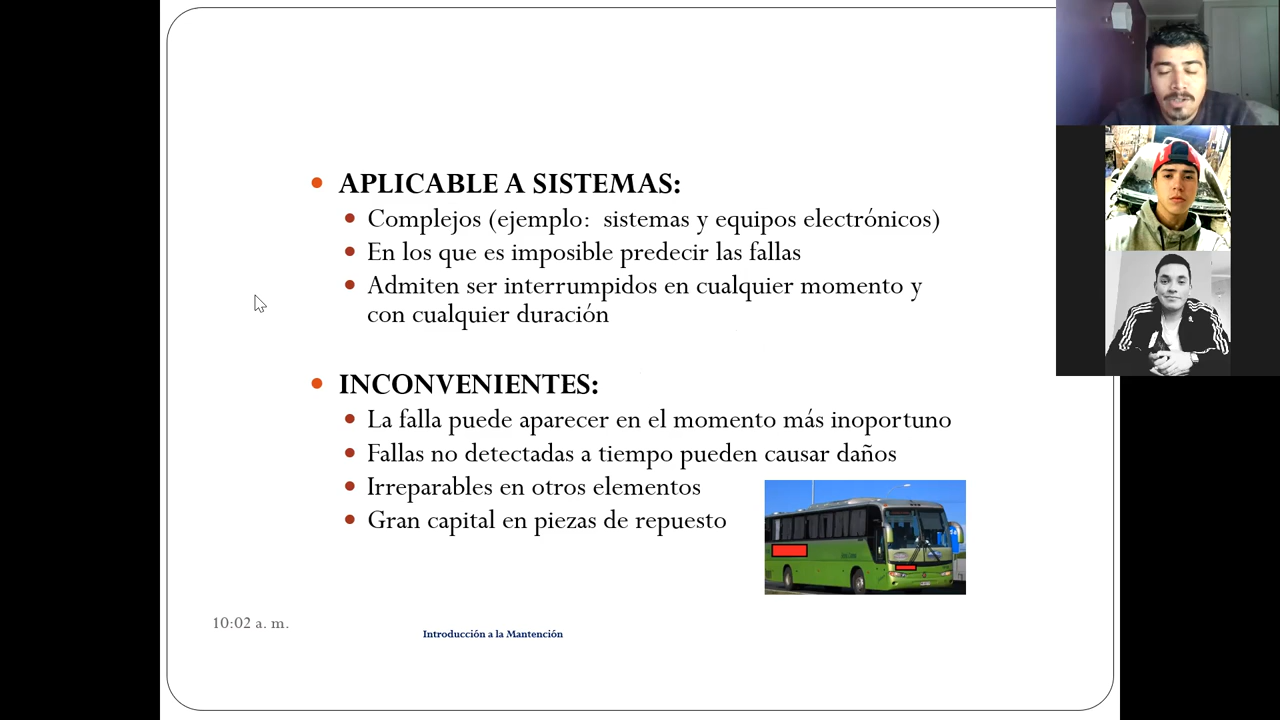 APLICABLE A SISTEMAS:
Complejos (ejemplo:  sistemas y equipos electrónicos)
En los que es imposible predecir las fallas
Admiten ser interrumpidos en cualquier momento y
con cualquier duración
INCONVENIENTES:
La falla puede aparecer en el momento más inoportuno
Fallas no detectadas a tiempo pueden causar daños
Irreparables en otros elementos
Gran capital en piezas de repuesto
10:02 a. m.
Introducción a la Mantención